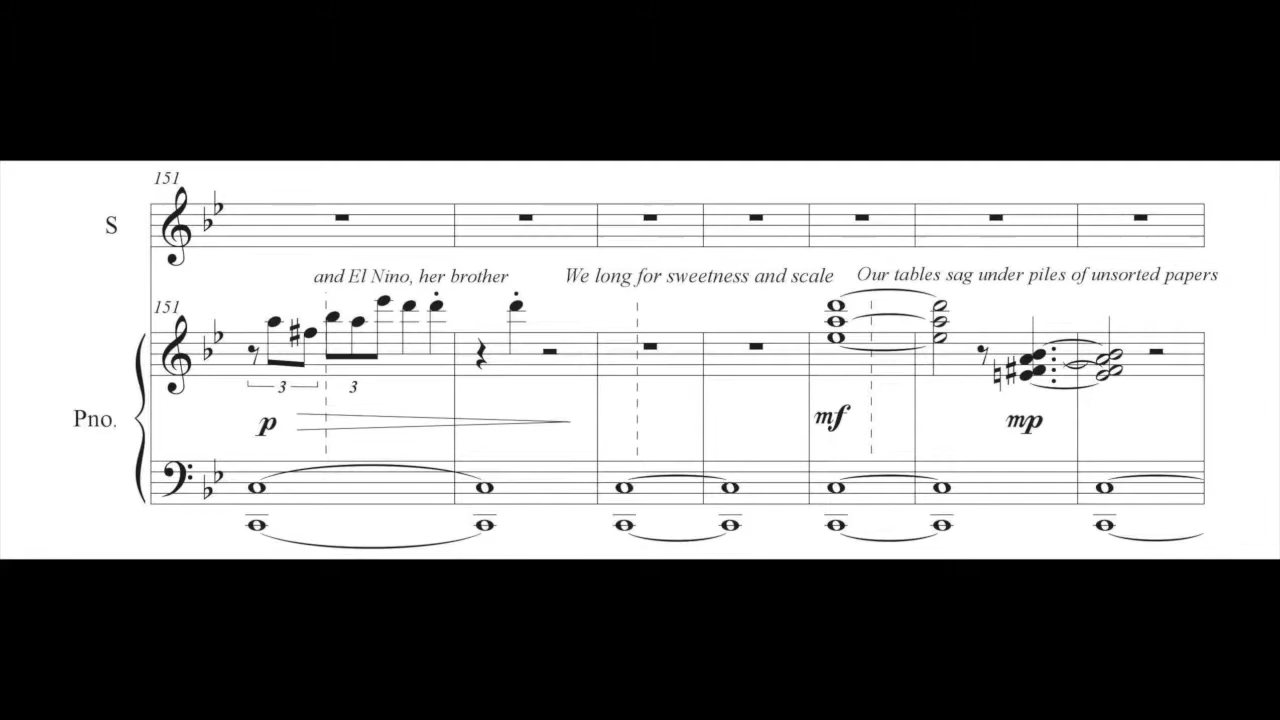 151
S
and El Nino, her brother We long for sweetness and scale Our tables sag under piles of unsorted papers
151
3 3
Pno.
p mf mp